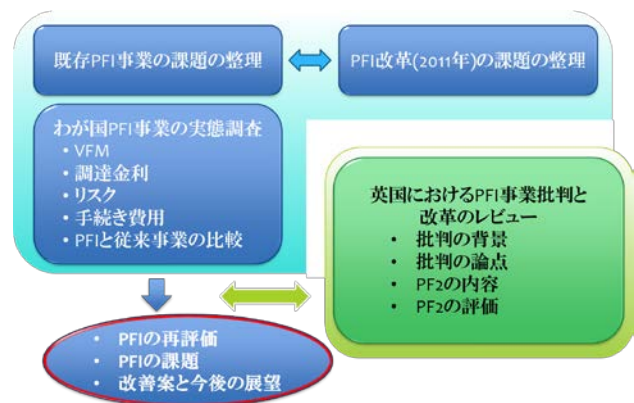 既存PFI事業の課題の整理
PFI改革(2011年)の課題の整理
わが国PFI事業の実態調査
• VFM
• 調達金利
• リスク
• 手続き費用
• PFIと従来事業の比較
英国におけるPFI事業批判と
改革のレビュー
• 批判の背景
• 批判の論点
• PF2の内容
• PF2の評価
• PFIの再評価
• PFIの課題
• 改善案と今後の展望